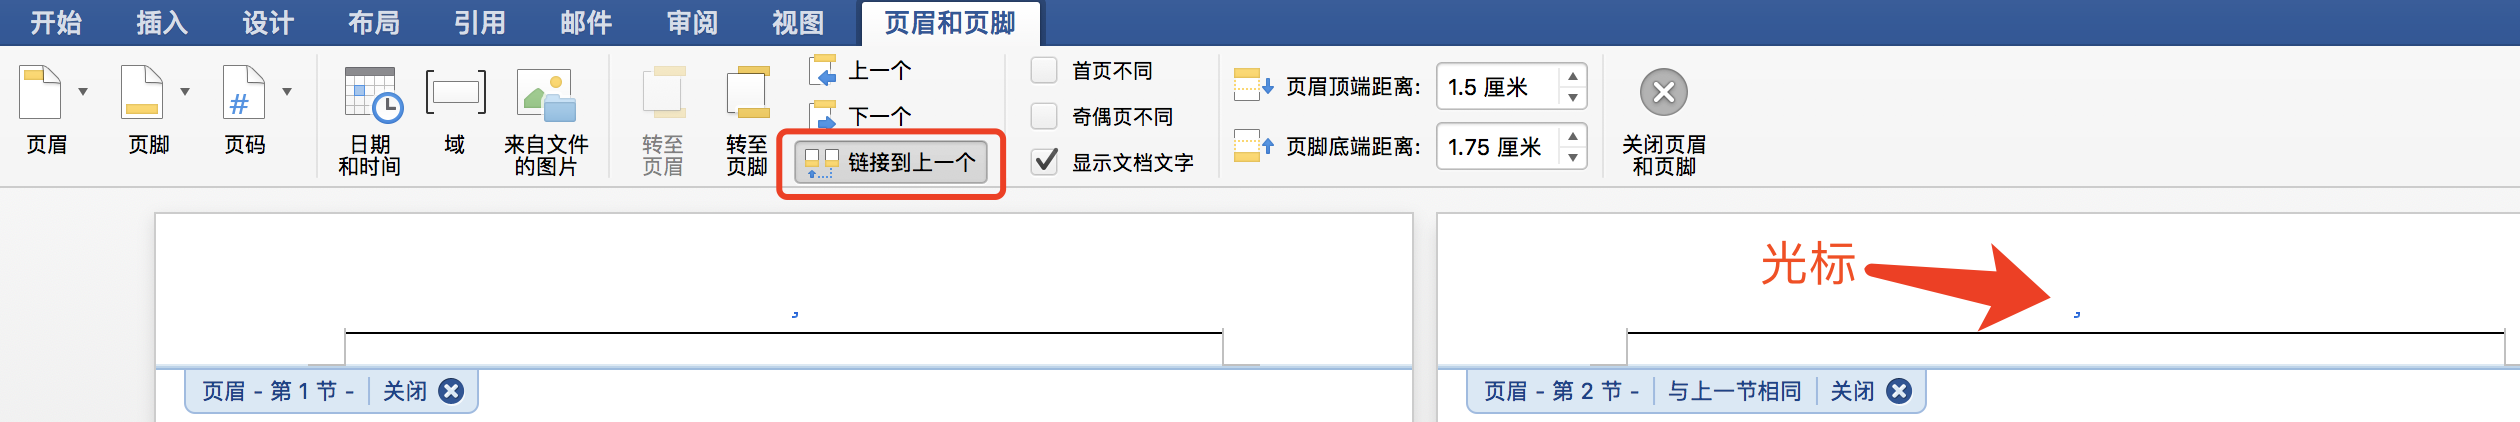 开始 插入 设计 布局 引用 邮件 审阅 视图 页眉和页脚
页眉
页脚
#
页码
日期
和时间
域
来自文件
的图片
转至
页眉
转至
页脚
上一个
下一个
链接到上一个
首页不同
奇偶页不同
显示文档文字
页眉顶端距离: 1.5 厘米
页脚底端距离: 1.75 厘米
关闭页眉
和页脚
光标
页眉 - 第 1 节 - 关闭
页眉 - 第 2 节 - 与上一节相同 关闭